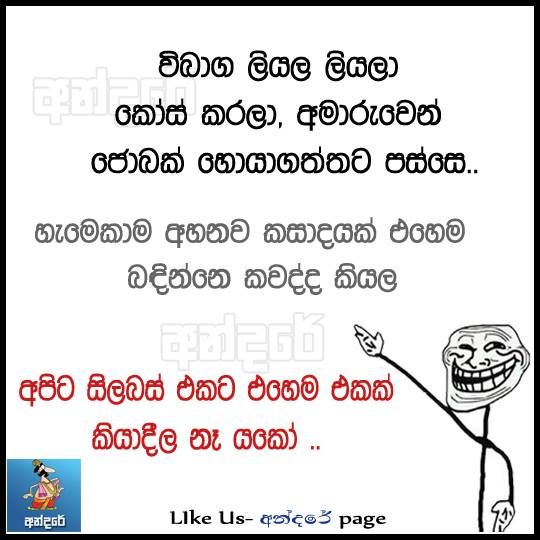 විබාග ලියල ලියලා
කෝස් කරලා, අමාරුවෙන්
ජොබක් හොයාගත්තට පස්සෙ..
හැමෙකාම අහනව කසාදයක් එහෙම
බඳින්නෙ කවද්ද කියල
අපිට සිලබස් එකට එහෙම එකක්
කියාදීල නෑ යකෝ ..
අන්දරේ
අන්දරේ
අන්දරේ
LIke Us- අන්දරේ page